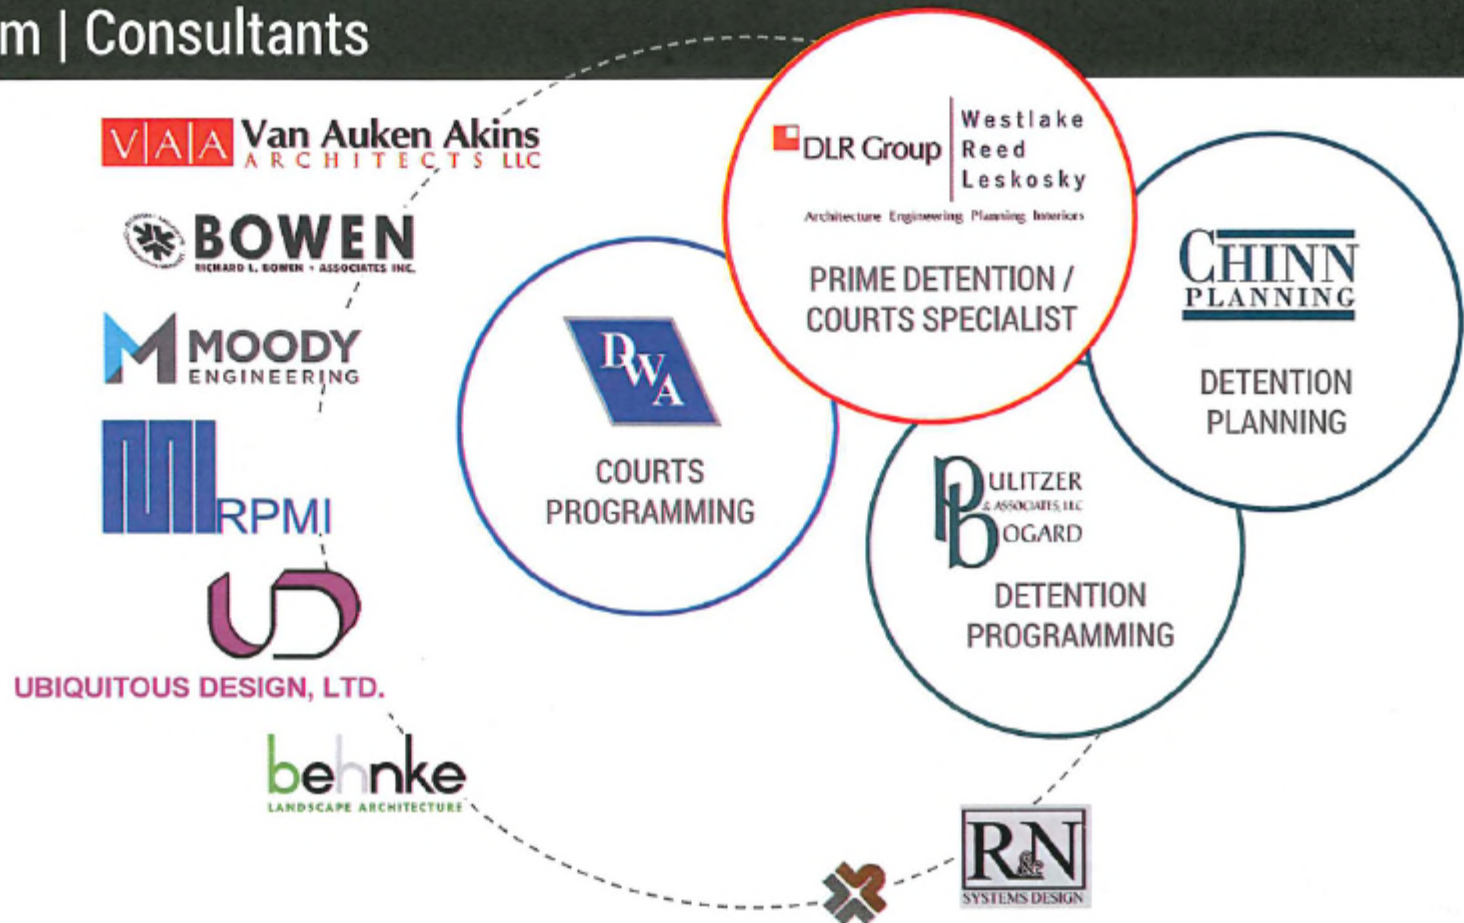 m | Consultants
V|A|A Van Auken Akins
ARCHITECTS LLC
BOWEN
RICHARD L. BOWEN + ASSOCIATES INC.
MOODY
ENGINEERING
RPMI
UD
UBIQUITOUS DESIGN, LTD.
behnke
LANDSCAPE ARCHITECTURE
DWA
COURTS
PROGRAMMING
DLR Group
Westlake
Reed
Leskosky
Architecture Engineering Planning Interiors
PRIME DETENTION /
COURTS SPECIALIST
CHINN
PLANNING
DETENTION
PLANNING
PULITZER
& ASSOCIATES, LLC
BOGARD
DETENTION
PROGRAMMING
R&N
SYSTEMS DESIGN